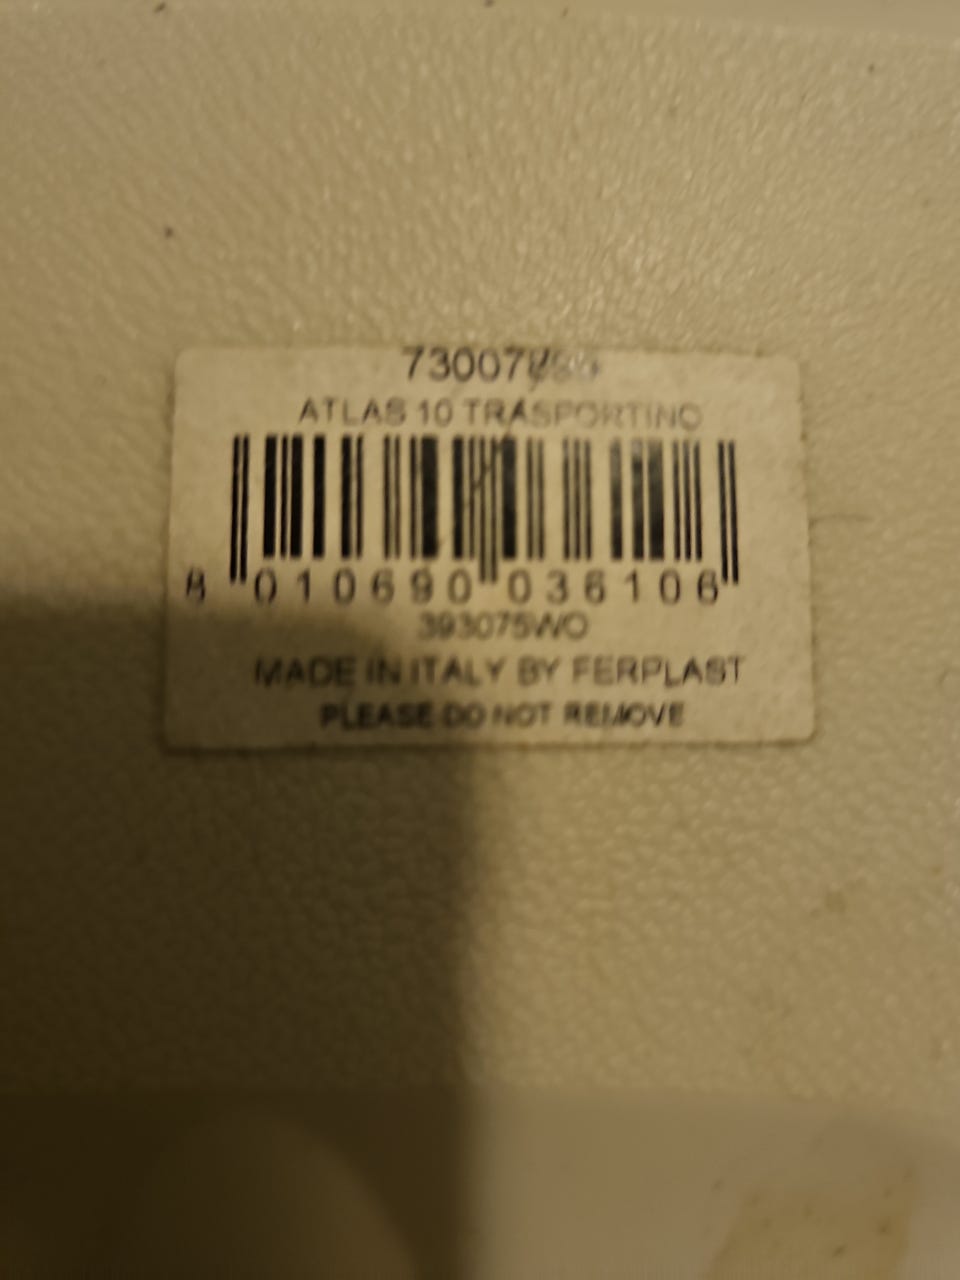 ATLAS 10 TRASPORTINO
8 010690 036106
393075WO
MADE IN ITALY BY FERPLAST
PLEASE DO NOT REMOVE